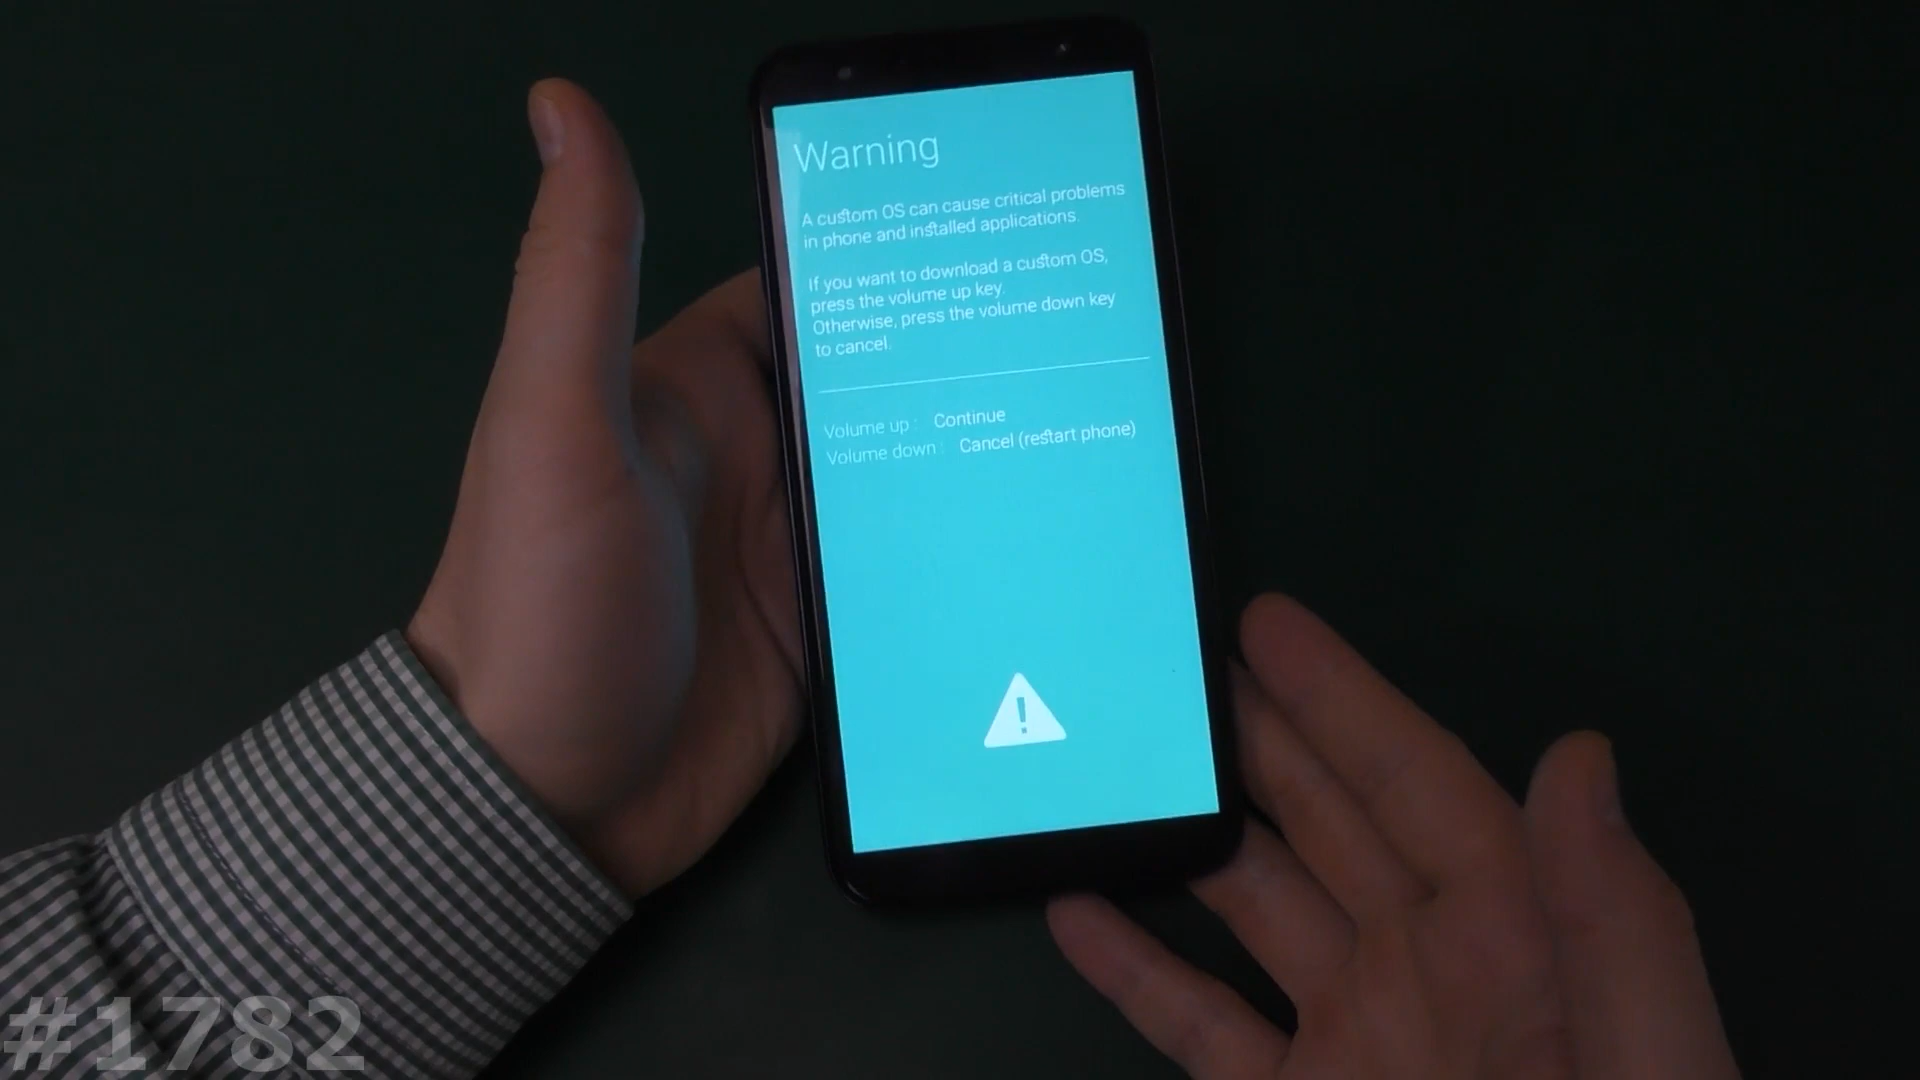 Warning
A custom OS can cause critical problems
in phone and installed applications.
If you want to download a custom OS,
press the volume up key.
Otherwise, press the volume down key
to cancel.
Volume up : Continue
Volume down : Cancel (restart phone)
#1782